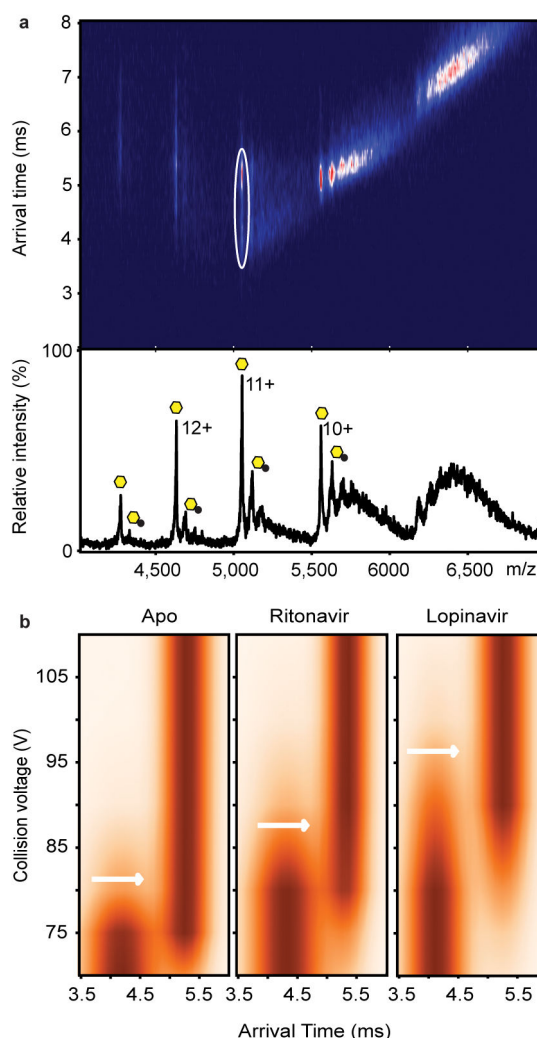 a
8
7
6
5
4
3
Arrival time (ms)
100
0
Relative intensity (%)
12+
11+
10+
4,500 5,000 5,500 6000 6,500 m/z
b
Apo Ritonavir Lopinavir
105
95
85
75
Collision voltage (V)
3.5 4.5 5.5 3.5 4.5 5.5 3.5 4.5 5.5
Arrival Time (ms)